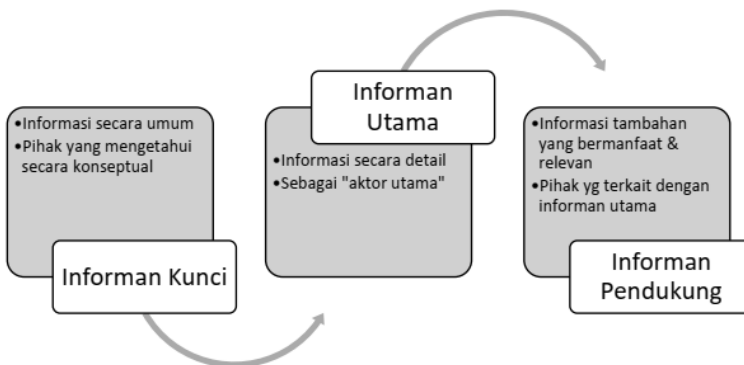 •Informasi secara umum
•Pihak yang mengetahui
secara konseptual
Informan Kunci
Informan
Utama
•Informasi secara detail
•Sebagai "aktor utama"
•Informasi tambahan
yang bermanfaat &
relevan
•Pihak yg terkait dengan
informan utama
Informan
Pendukung